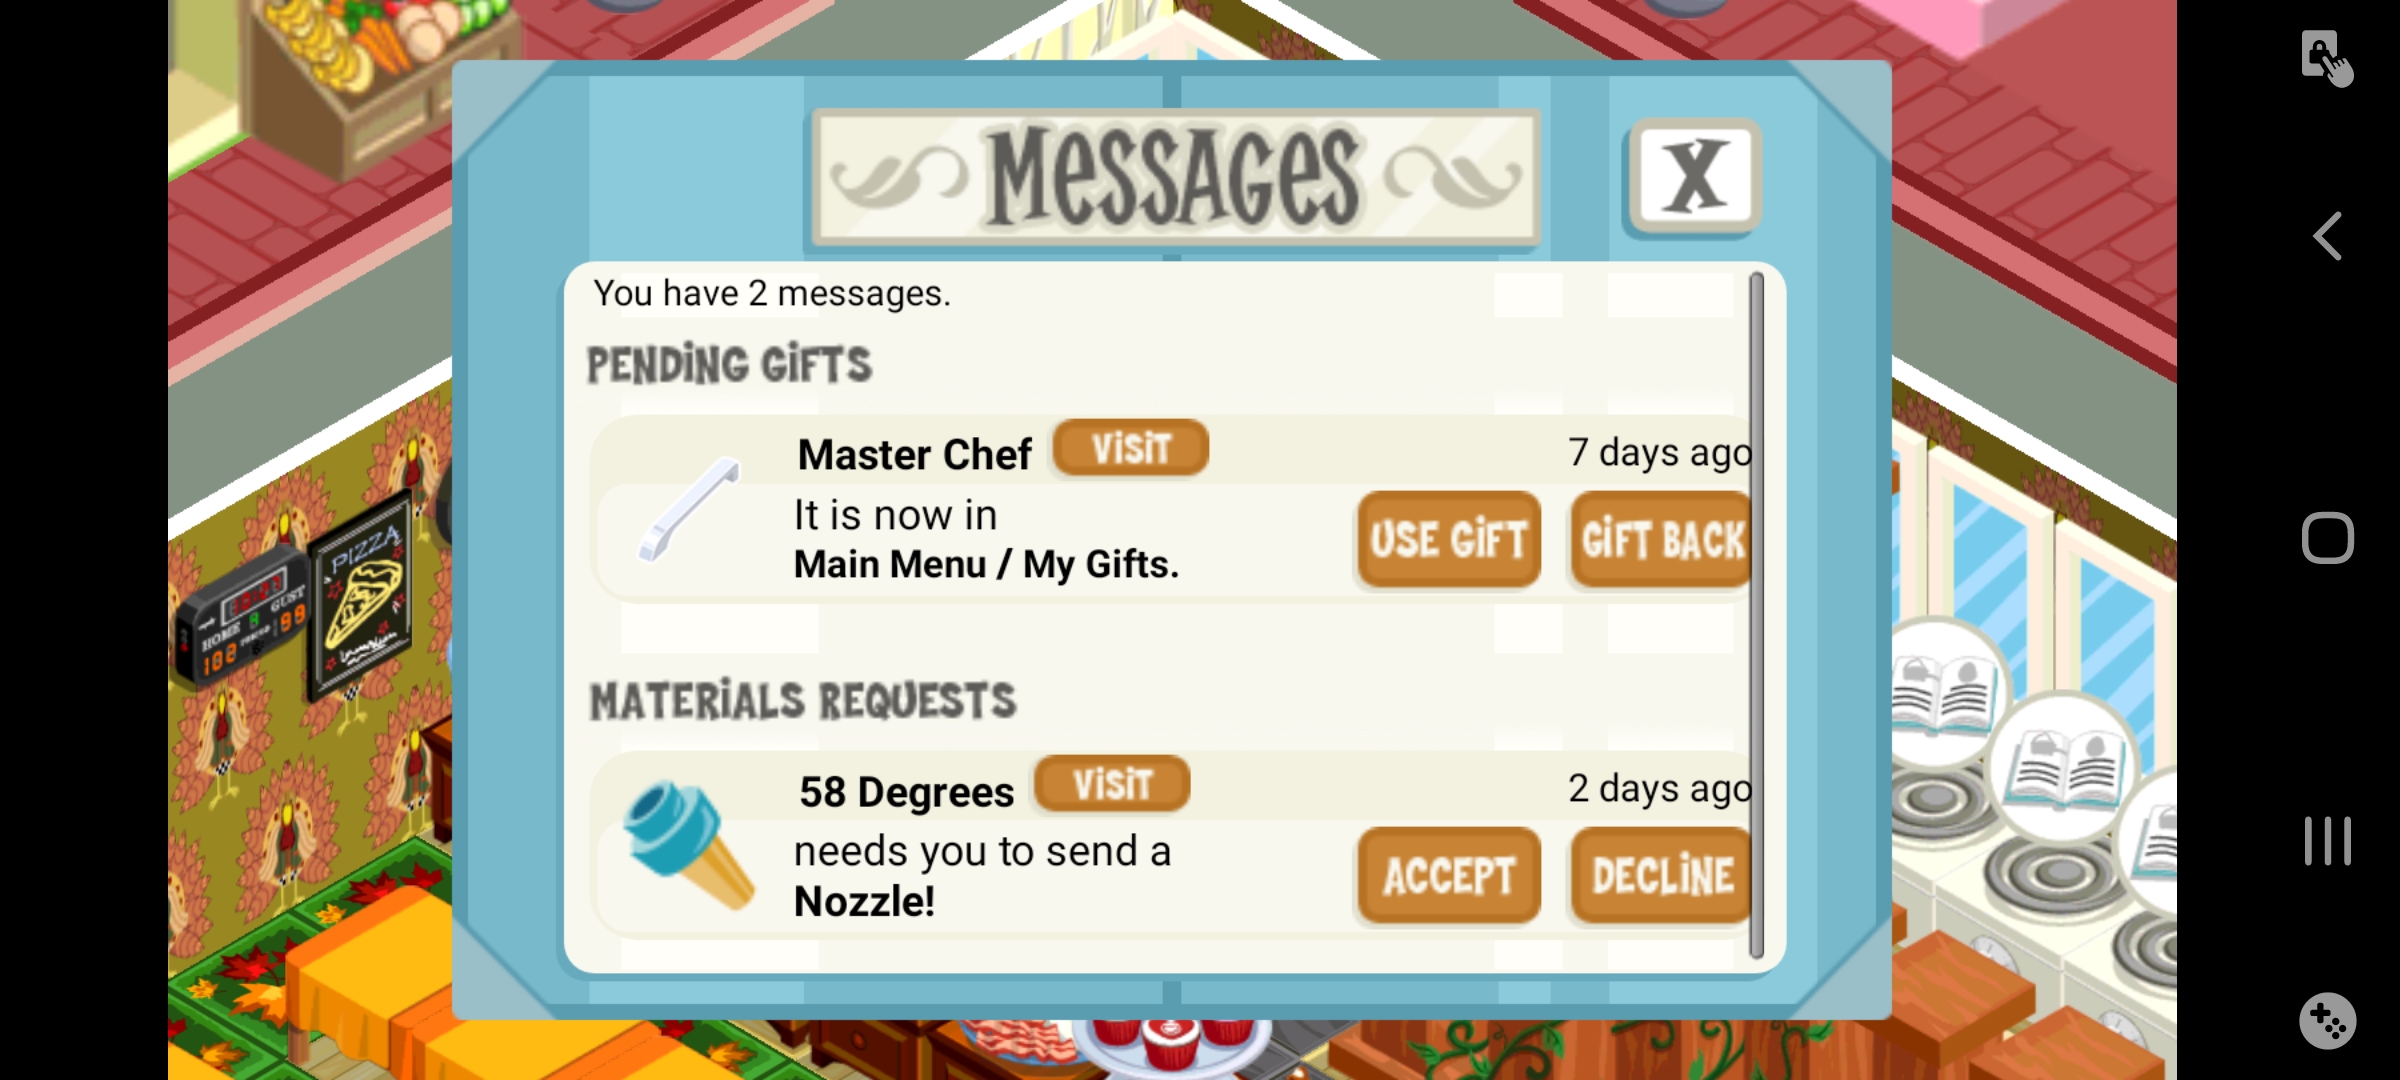 Messages
X
You have 2 messages.
PENDING GIFTS
Master Chef
VISIT
7 days ago
It is now in
Main Menu / My Gifts.
USE GIFT
GIFT BACK
MATERIALS REQUESTS
58 Degrees
VISIT
2 days ago
needs you to send a
Nozzle!
ACCEPT
DECLINE
PIZZA
HOME
GUST
102
99